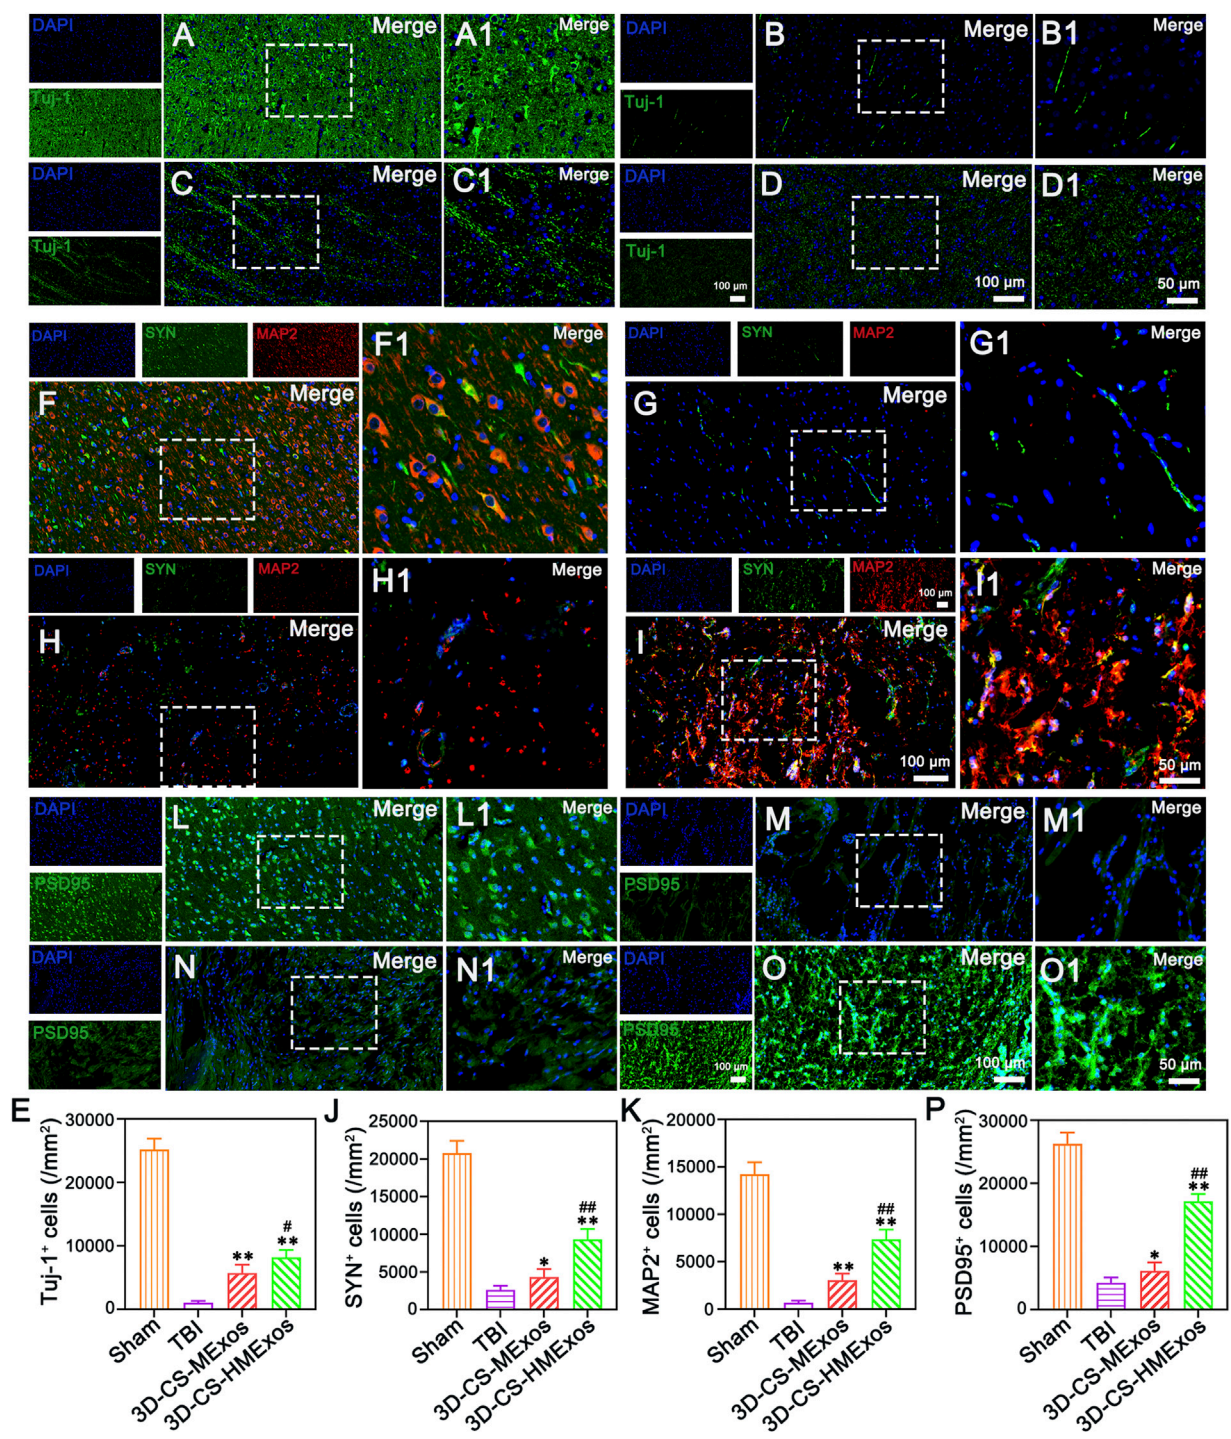 DAPI
A
Merge
A1
Merge
Tuj-1
DAPI
B
Merge
B1
Merge
Tuj-1
DAPI
C
Merge
C1
Merge
Tuj-1
DAPI
D
Merge
D1
Merge
Tuj-1
100 µm
100 µm
50 µm
DAPI
SYN
MAP2
F
Merge
F1
Merge
DAPI
SYN
MAP2
G
Merge
G1
Merge
DAPI
SYN
MAP2
H
Merge
H1
Merge
DAPI
SYN
MAP2
100 µm
I
Merge
100 µm
I1
Merge
50 µm
DAPI
L
Merge
L1
Merge
PSD95
DAPI
M
Merge
M1
Merge
PSD95
DAPI
N
Merge
N1
Merge
PSD95
DAPI
O
Merge
O1
Merge
PSD95
100 µm
100 µm
50 µm
E
Tuj-1⁺ cells (/mm²)
30000
20000
10000
0
**
#
**
Sham
TBI
3D-CS-MExos
3D-CS-HMExos
J
SYN⁺ cells (/mm²)
25000
20000
15000
10000
5000
0
*
##
**
Sham
TBI
3D-CS-MExos
3D-CS-HMExos
K
MAP2⁺ cells (/mm²)
20000
15000
10000
5000
0
**
##
**
Sham
TBI
3D-CS-MExos
3D-CS-HMExos
P
PSD95⁺ cells (/mm²)
30000
20000
10000
0
*
##
**
Sham
TBI
3D-CS-MExos
3D-CS-HMExos